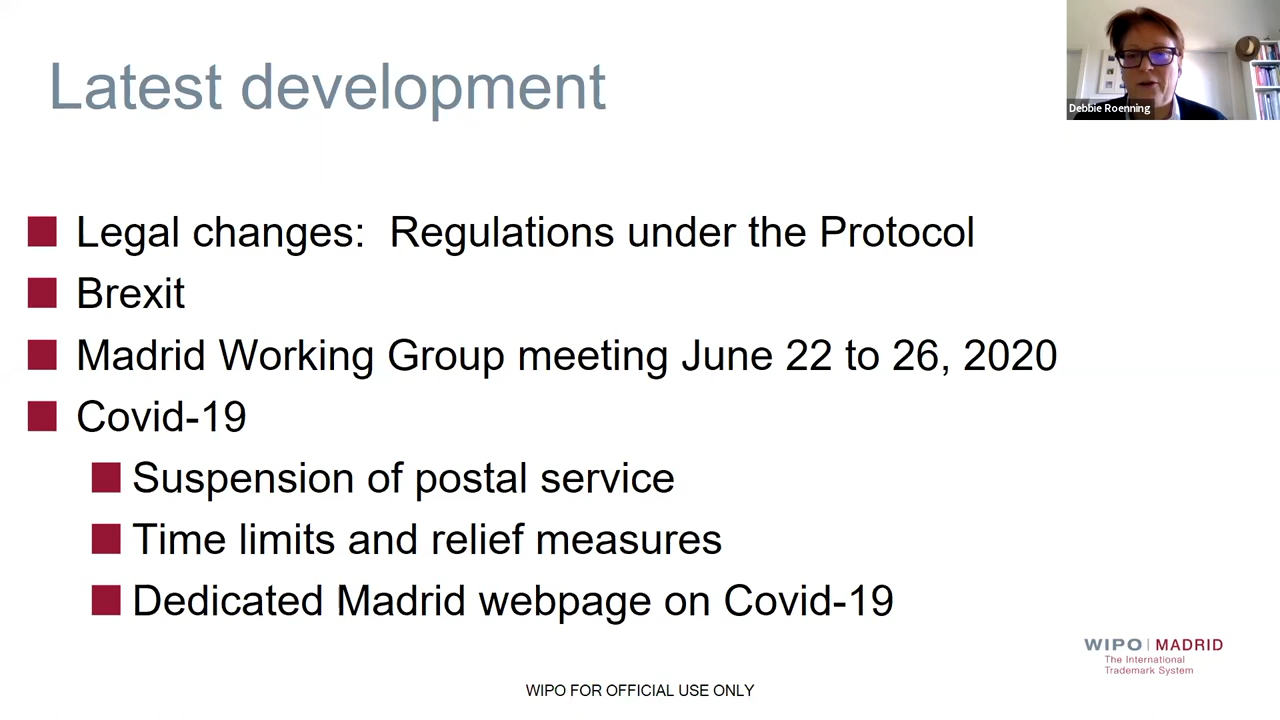 Latest development
Debbie Roenning
Legal changes: Regulations under the Protocol
Brexit
Madrid Working Group meeting June 22 to 26, 2020
Covid-19
Suspension of postal service
Time limits and relief measures
Dedicated Madrid webpage on Covid-19
WIPO | MADRID
The International
Trademark System
WIPO FOR OFFICIAL USE ONLY